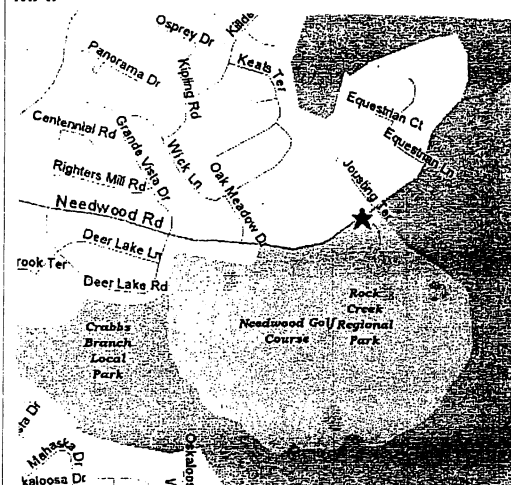 Osprey Dr
Panorama Dr
Kipling Rd
Keats Ter
Equestrian Ct
Equestrian Ln
Centennial Rd
Grande Vista Dr
Wick Ln
Oak Meadow Dr
Jousting Ter
Righters Mill Rd
Needwood Rd
Deer Lake Ln
rook Ter
Deer Lake Rd
Crabbs
Branch
Local
Park
Needwood Golf
Course
Rock
Creek
Regional
Park
sta Dr
Mahaska Dr
kaloosa Dr